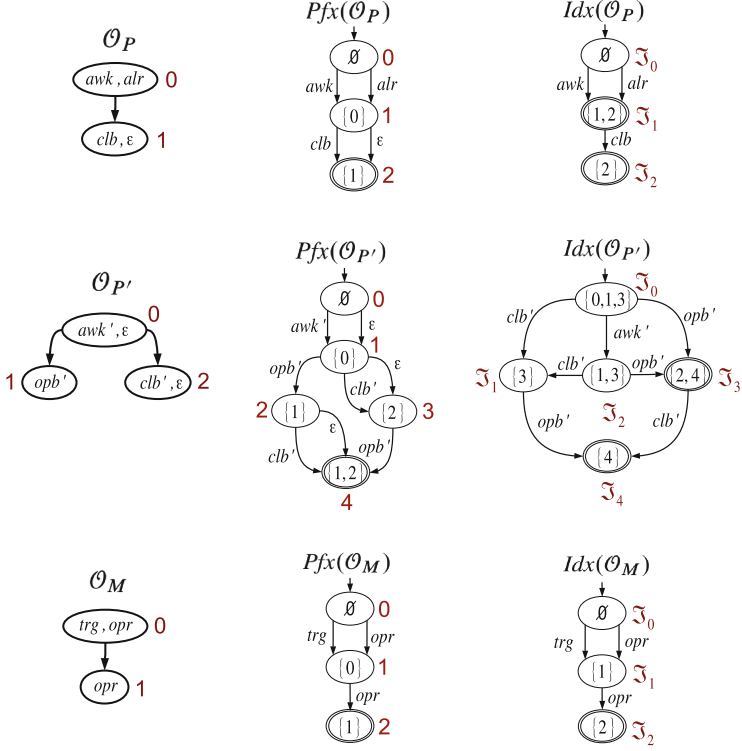 𝒪P
awk, alr 0
clb, ε 1
Pfx(𝒪P)
∅ 0
awk alr
{0} 1
clb ε
{1} 2
Idx(𝒪P)
∅ ℑ0
awk alr
{1,2} ℑ1
clb
{2} ℑ2
𝒪P'
0
awk', ε
1 opb' clb', ε 2
Pfx(𝒪P')
∅ 0
awk' ε
1
{0}
opb' clb' ε
2 {1} {2} 3
clb' ε opb'
{1,2}
4
Idx(𝒪P')
ℑ0
{0,1,3}
clb' awk' opb'
ℑ1 {3} clb' {1,3} opb' {2,4} ℑ3
ℑ2
opb' clb'
{4}
ℑ4
𝒪M
trg, opr 0
opr 1
Pfx(𝒪M)
∅ 0
trg opr
{0} 1
opr
{1} 2
Idx(𝒪M)
∅ ℑ0
trg opr
{1} ℑ1
opr
{2} ℑ2